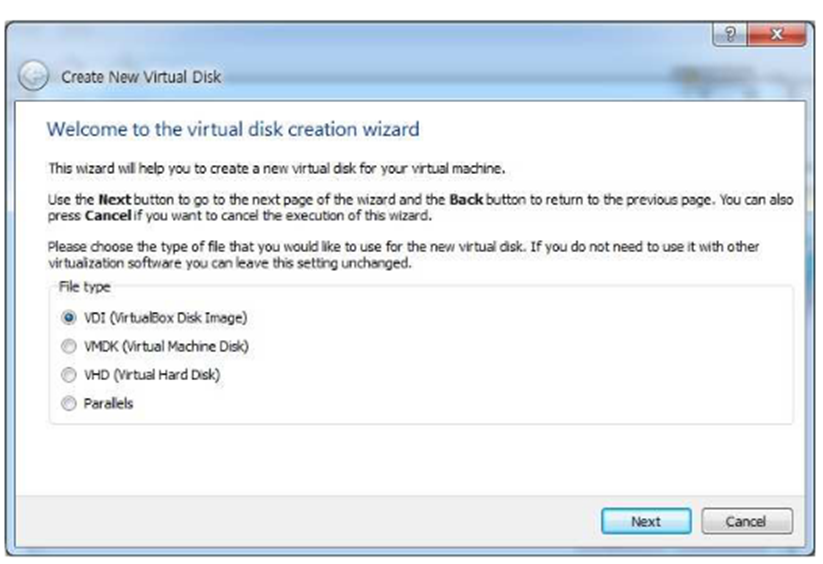 Create New Virtual Disk
Welcome to the virtual disk creation wizard
This wizard will help you to create a new virtual disk for your virtual machine.
Use the Next button to go to the next page of the wizard and the Back button to return to the previous page. You can also
press Cancel if you want to cancel the execution of this wizard.
Please choose the type of file that you would like to use for the new virtual disk. If you do not need to use it with other
virtualization software you can leave this setting unchanged.
File type
VDI (VirtualBox Disk Image)
VMDK (Virtual Machine Disk)
VHD (Virtual Hard Disk)
Parallels
Next
Cancel